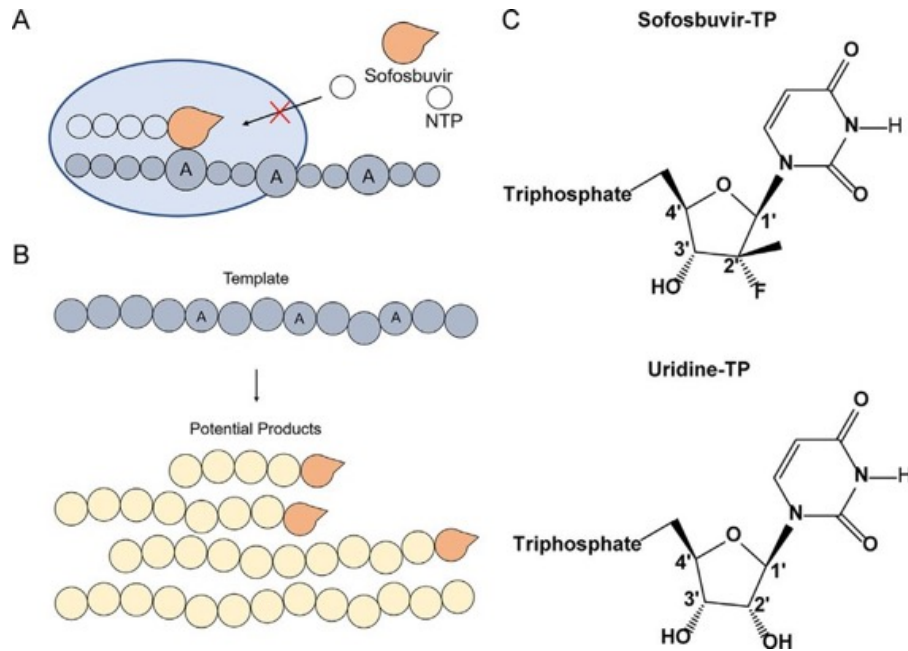 A
Sofosbuvir
NTP
A
A
A
B
Template
A
A
A
Potential Products
C
Sofosbuvir-TP
O
N
H
N
O
O
Triphosphate
4'
1'
3'
2'
HO
F
Uridine-TP
O
N
H
N
O
O
Triphosphate
4'
1'
3'
2'
HO
OH